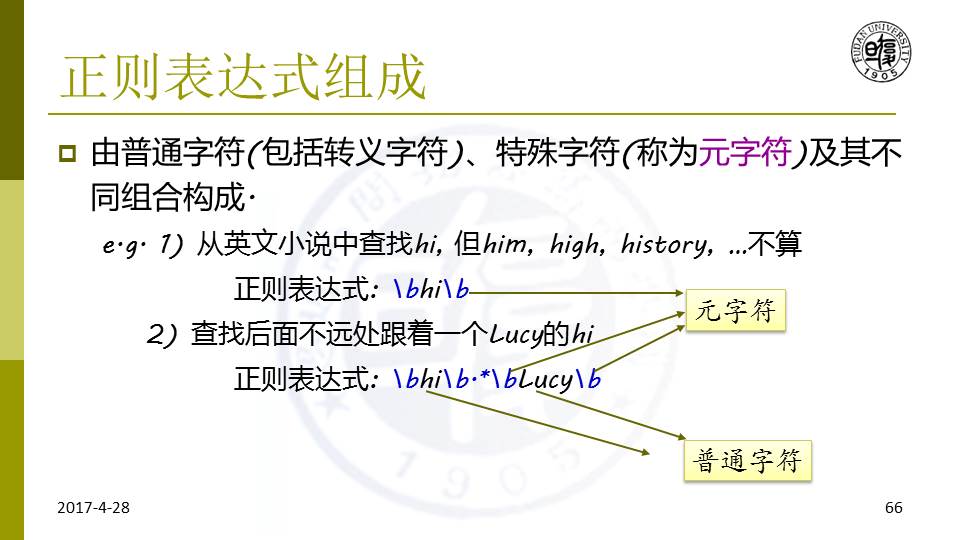 FUDAN UNIVERSITY
1905
正则表达式组成
由普通字符(包括转义字符)、特殊字符(称为元字符)及其不
同组合构成.
e.g. 1) 从英文小说中查找hi, 但him, high, history, …不算
正则表达式: \bhi\b
元字符
2) 查找后面不远处跟着一个Lucy的hi
正则表达式: \bhi\b.*\bLucy\b
普通字符
1905
2017-4-28
66